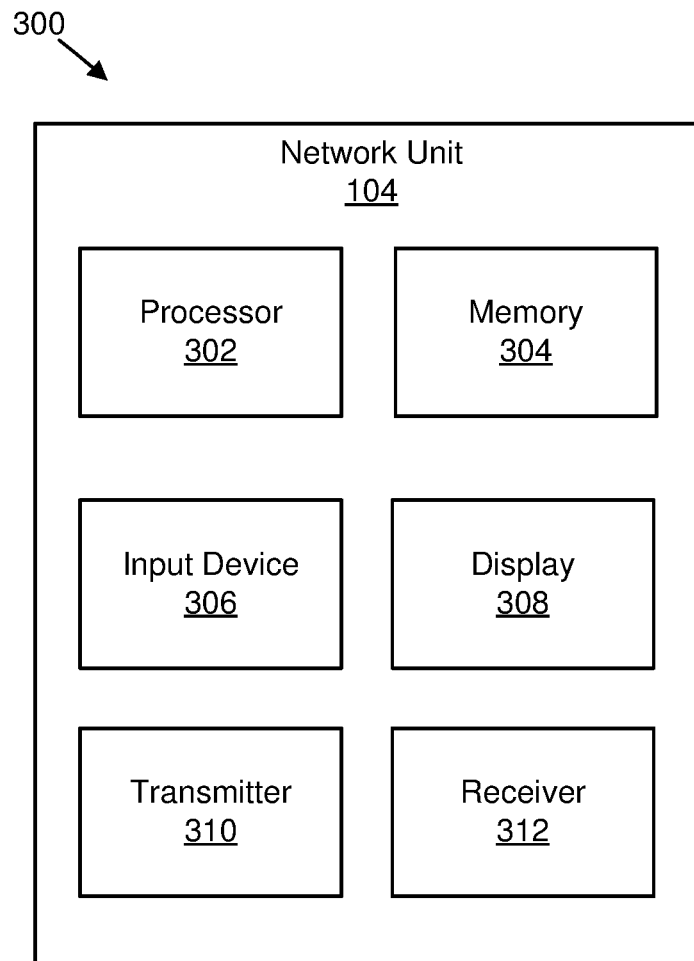 300
Network Unit
104
Processor
302
Memory
304
Input Device
306
Display
308
Transmitter
310
Receiver
312